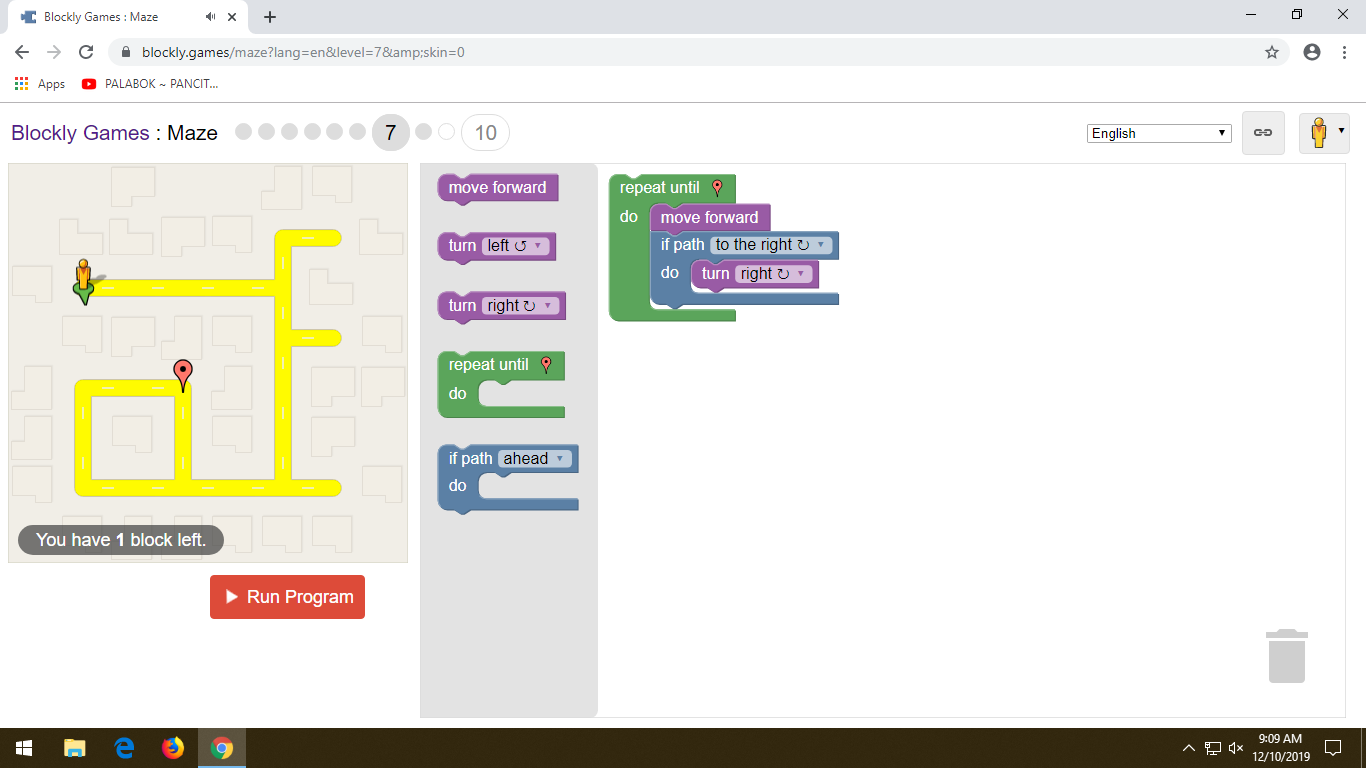 Blockly Games : Maze
blockly.games/maze?lang=en&level=7&amp;skin=0
Apps
PALABOK ~ PANCIT...
Blockly Games : Maze
7
10
English
move forward
turn left ↺
turn right ↻
repeat until
do
if path ahead
do
repeat until
do
move forward
if path to the right ↻
do
turn right ↻
You have 1 block left.
Run Program
9:09 AM
12/10/2019